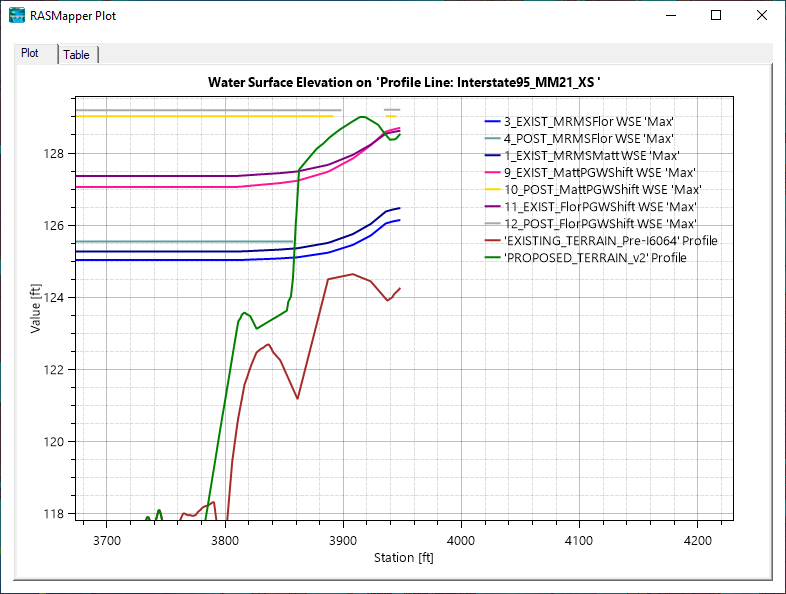 RASMapper Plot
Plot
Table
Water Surface Elevation on 'Profile Line: Interstate95_MM21_XS '
3_EXIST_MRMSFlor WSE 'Max'
4_POST_MRMSFlor WSE 'Max'
1_EXIST_MRMSMatt WSE 'Max'
9_EXIST_MattPGWShift WSE 'Max'
10_POST_MattPGWShift WSE 'Max'
11_EXIST_FlorPGWShift WSE 'Max'
12_POST_FlorPGWShift WSE 'Max'
'EXISTING_TERRAIN_Pre-I6064' Profile
'PROPOSED_TERRAIN_v2' Profile
Value [ft]
128
126
124
122
120
118
3700
3800
3900
4000
4100
4200
Station [ft]